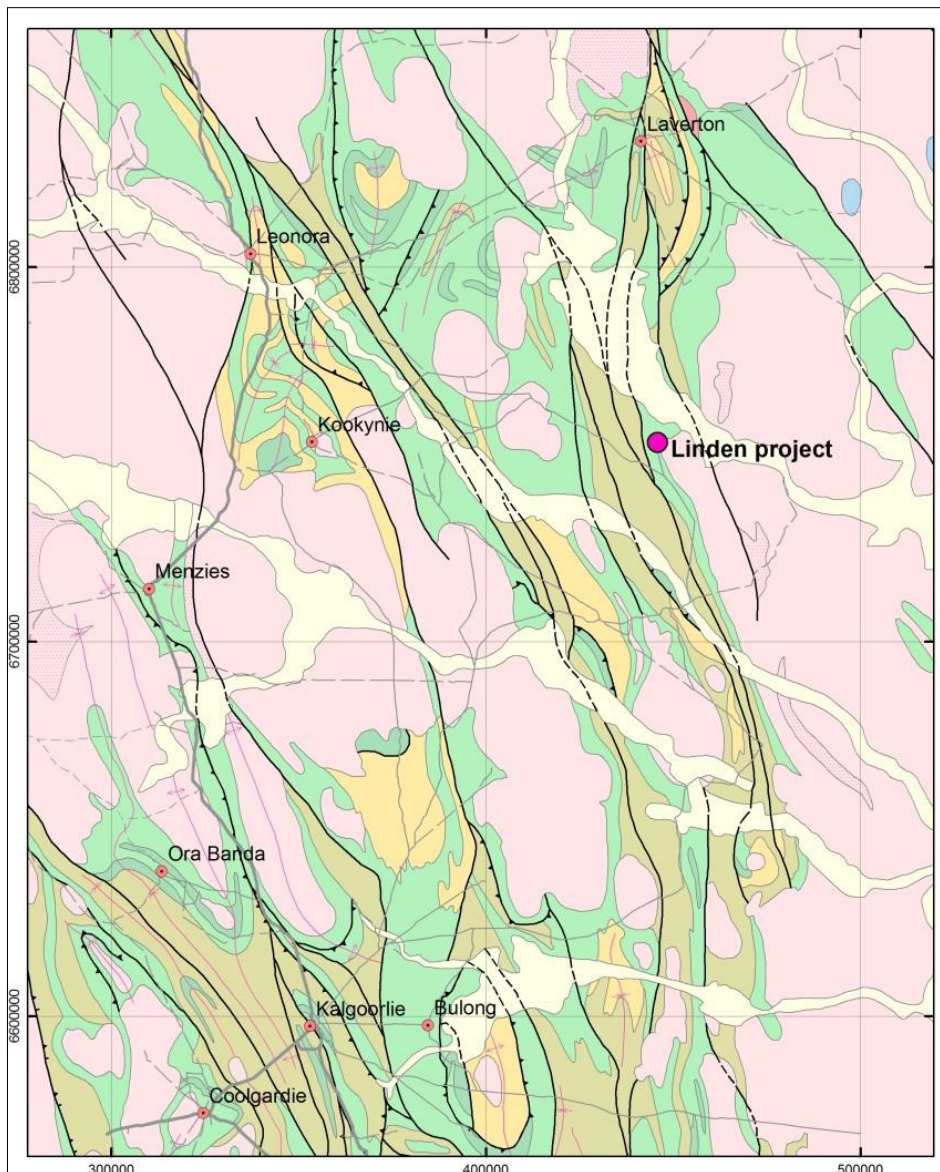 Laverton
Leonora
6800000
Kookynie
Linden project
Menzies
6700000
Ora Banda
Kalgoorlie
Bulong
6600000
Coolgardie
300000
400000
500000